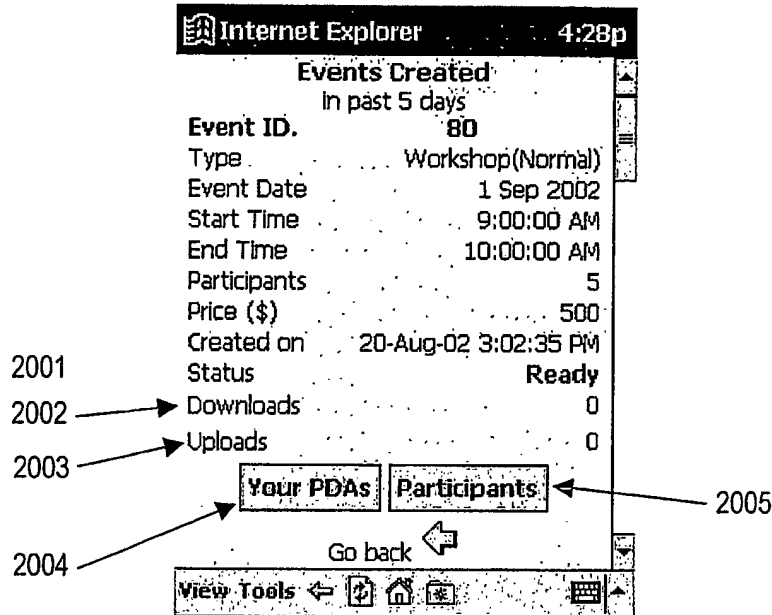 Internet Explorer 4:28p
Events Created
in past 5 days
Event ID. 80
Type Workshop(Normal)
Event Date 1 Sep 2002
Start Time 9:00:00 AM
End Time 10:00:00 AM
Participants 5
Price ($) 500
Created on 20-Aug-02 3:02:35 PM
2001 Status Ready
2002 Downloads 0
2003 Uploads 0
Your PDAs Participants 2005
2004 Go back
View Tools